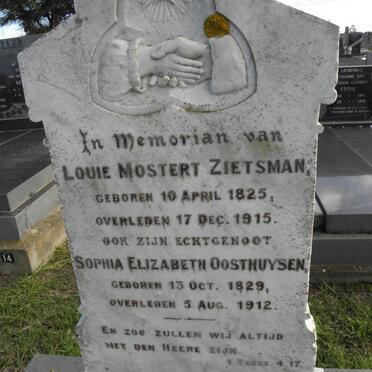 In Memorian van
Louie Mostert Zietsman,
GEBOREN 10 APRIL 1825,
OVERLEDEN 17 DEC. 1915.
OOK ZIJN ECHTGENOOT
Sophia Elizabeth Oosthuysen,
GEBOREN 13 OCT. 1829,
OVERLEDEN 5 AUG. 1912.
EN ZOO ZULLEN WIJ ALTIJD
MET DEN HEERE ZIJN.
1 THESS. 4.17.
14